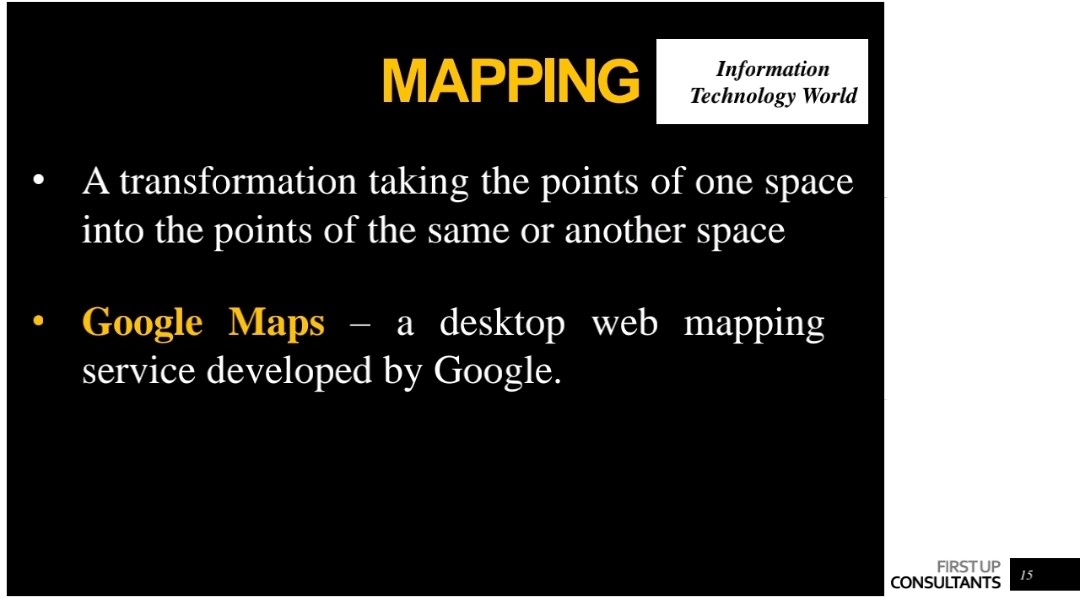 MAPPING
Information
Technology World
• A transformation taking the points of one space
into the points of the same or another space
• Google Maps – a desktop web mapping
service developed by Google.
FIRST UP
CONSULTANTS
15